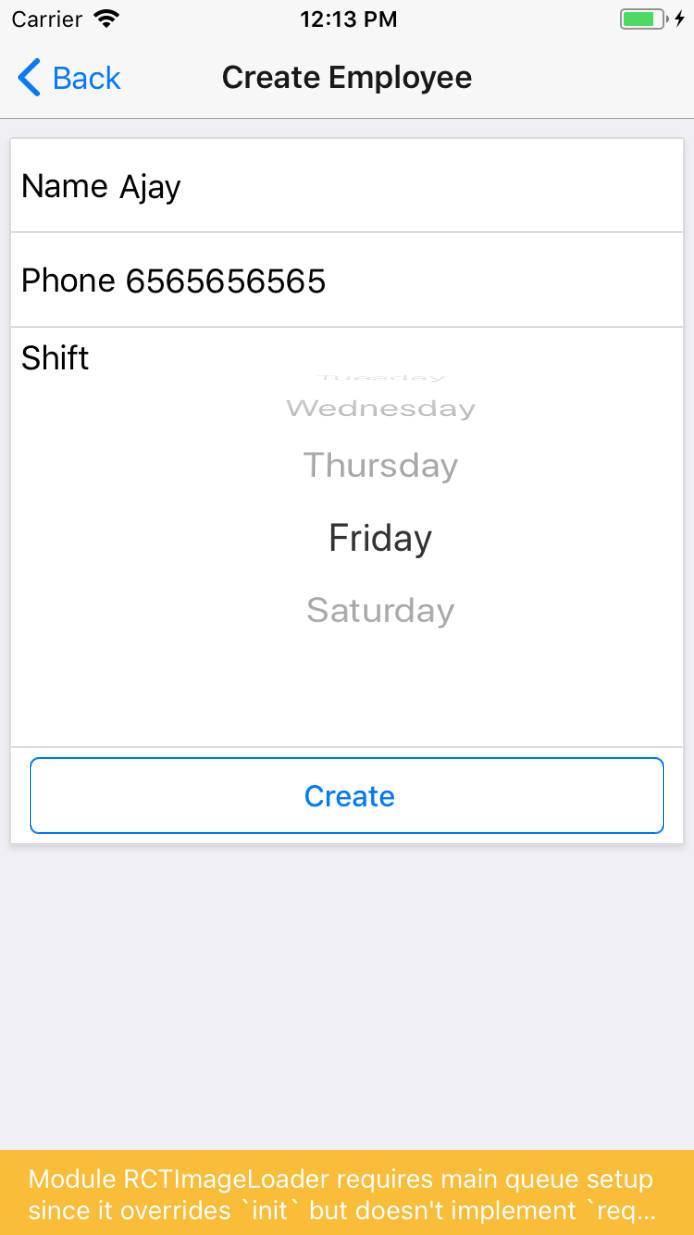 Carrier 12:13 PM
Back Create Employee
Name Ajay
Phone 6565656565
Shift
Tuesday
Wednesday
Thursday
Friday
Saturday
Create
Module RCTImageLoader requires main queue setup
since it overrides `init` but doesn't implement `req...